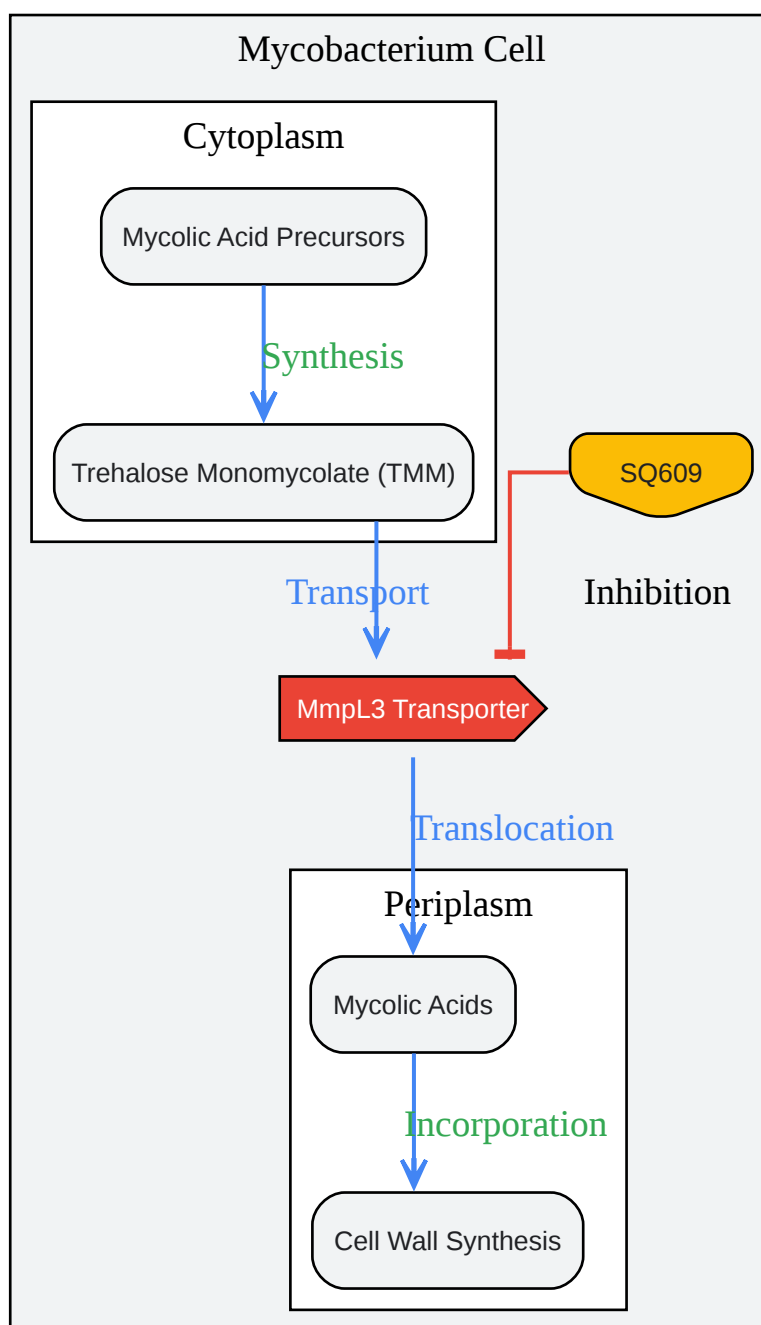 Mycobacterium Cell
Cytoplasm
Mycolic Acid Precursors
Synthesis
Trehalose Monomycolate (TMM)
SQ609
Transport
Inhibition
MmpL3 Transporter
Translocation
Periplasm
Mycolic Acids
Incorporation
Cell Wall Synthesis